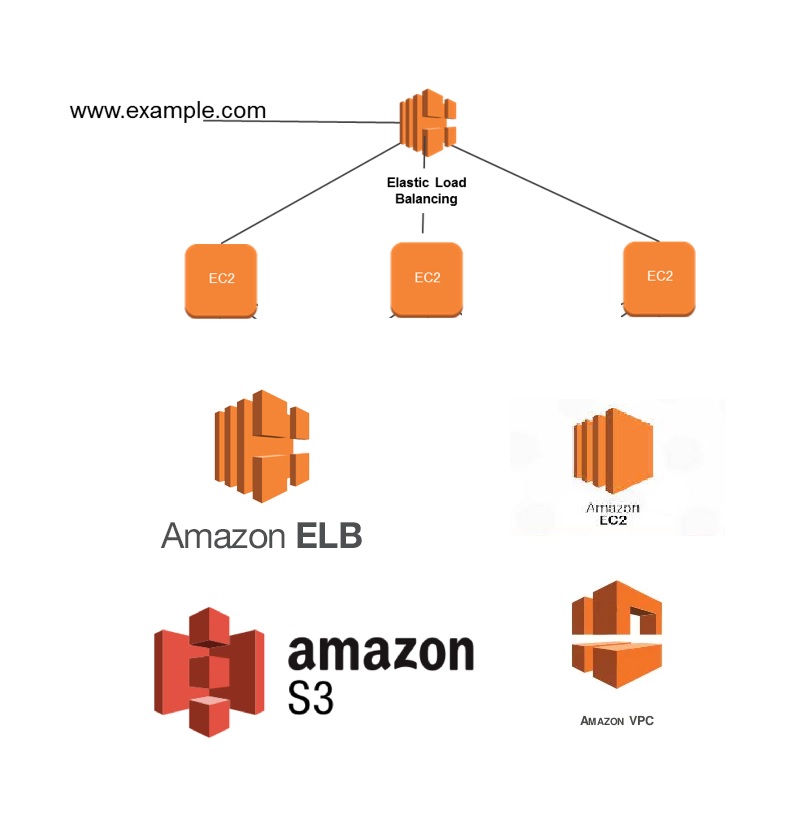 www.example.com
Elastic Load
Balancing
EC2
EC2
EC2
Amazon ELB
Amazon
EC2
amazon
S3
Amazon VPC